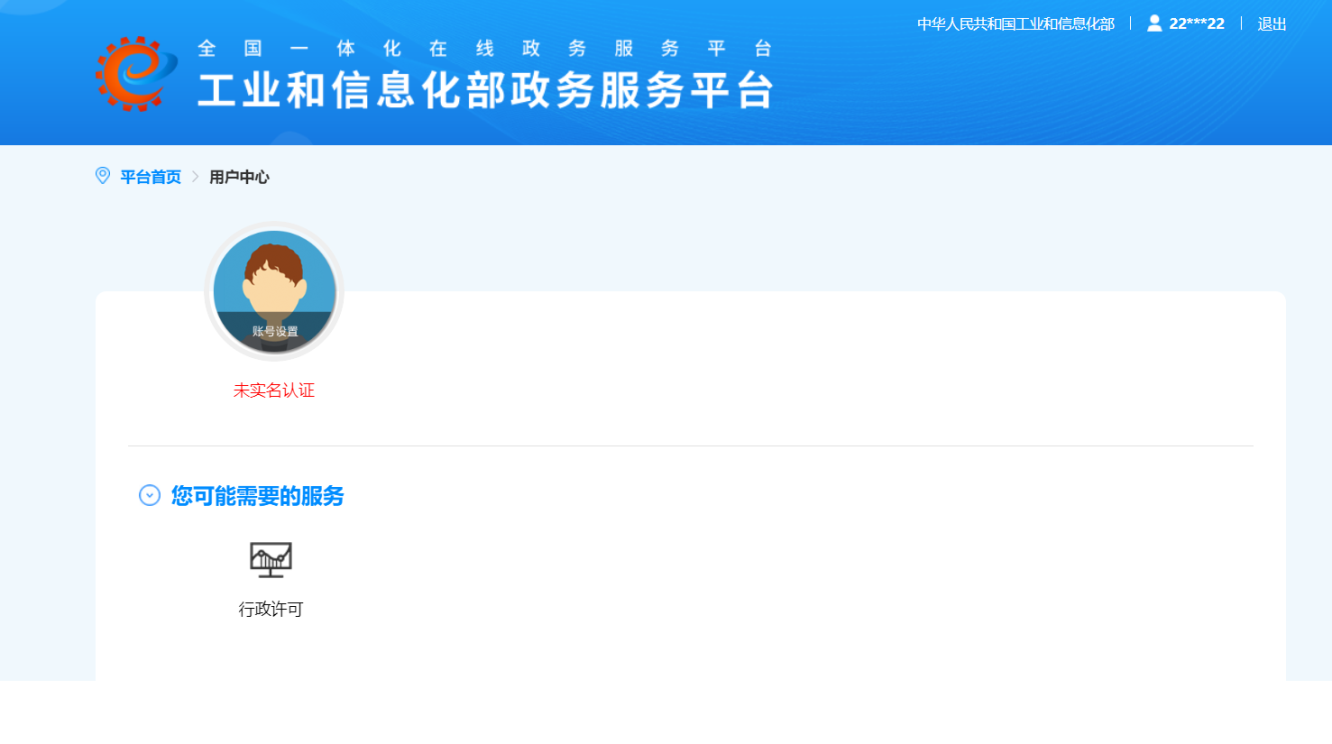 中华人民共和国工业和信息化部 22***22 退出
全国一体化在线政务服务平台
工业和信息化部政务服务平台
平台首页 > 用户中心
账号设置
未实名认证
您可能需要的服务
行政许可